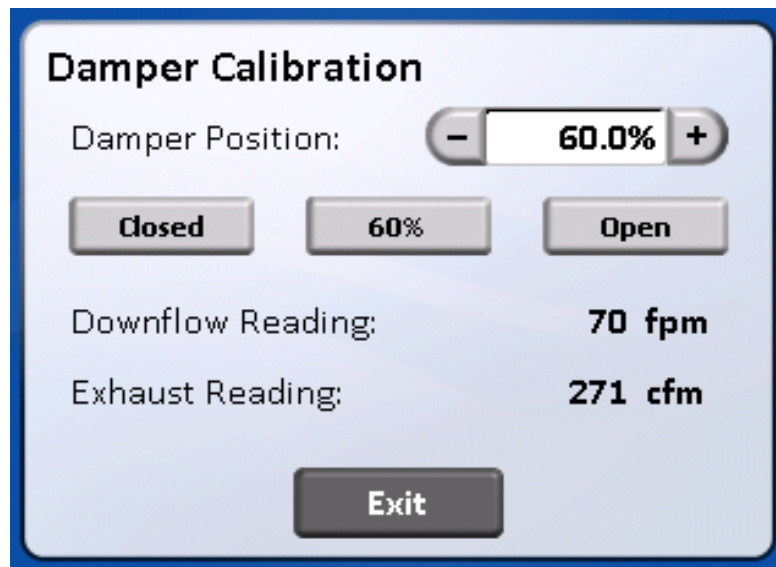 Damper Calibration
Damper Position: - 60.0% +
Closed 60% Open
Downflow Reading: 70 fpm
Exhaust Reading: 271 cfm
Exit